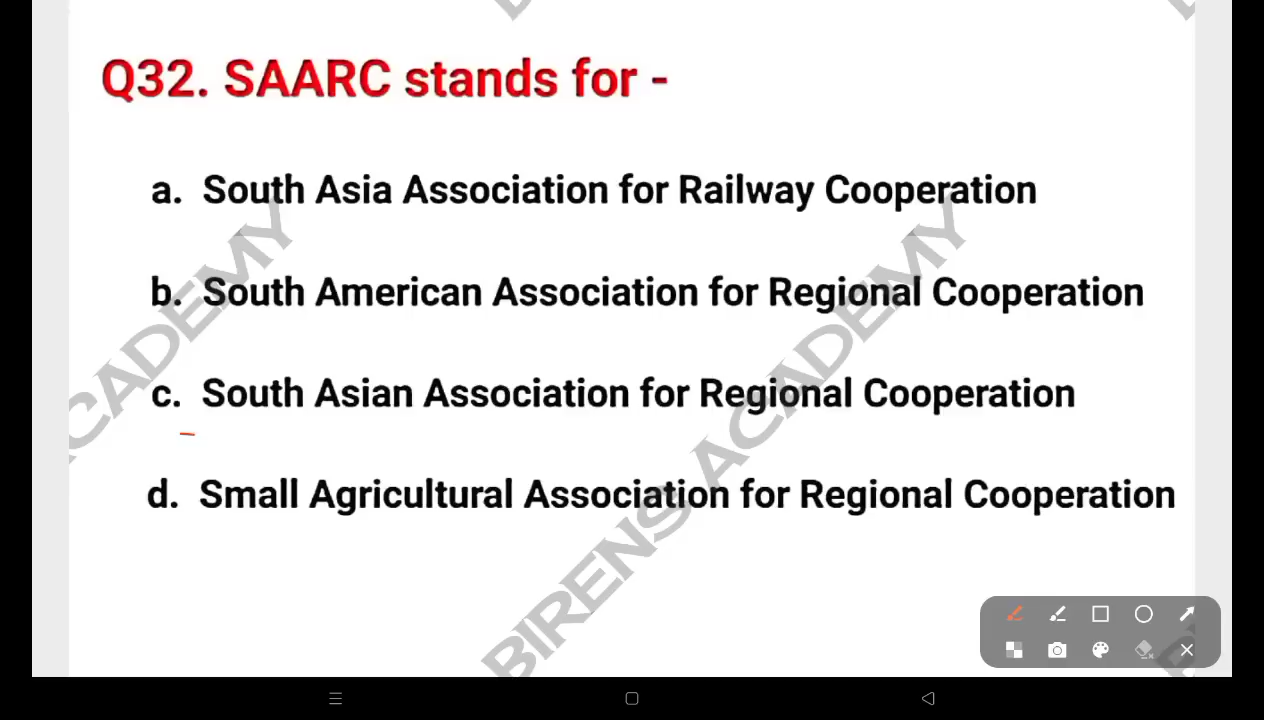 Q32. SAARC stands for -
a. South Asia Association for Railway Cooperation
b. South American Association for Regional Cooperation
c. South Asian Association for Regional Cooperation
d. Small Agricultural Association for Regional Cooperation
CADEMY
BIRENS ACADEMY